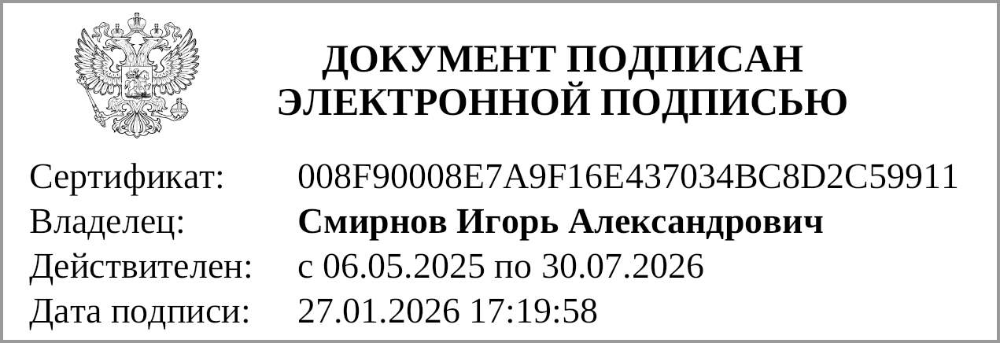 ДОКУМЕНТ ПОДПИСАН
ЭЛЕКТРОННОЙ ПОДПИСЬЮ
Сертификат: 008F90008E7A9F16E437034BC8D2C59911
Владелец: Смирнов Игорь Александрович
Действителен: с 06.05.2025 по 30.07.2026
Дата подписи: 27.01.2026 17:19:58